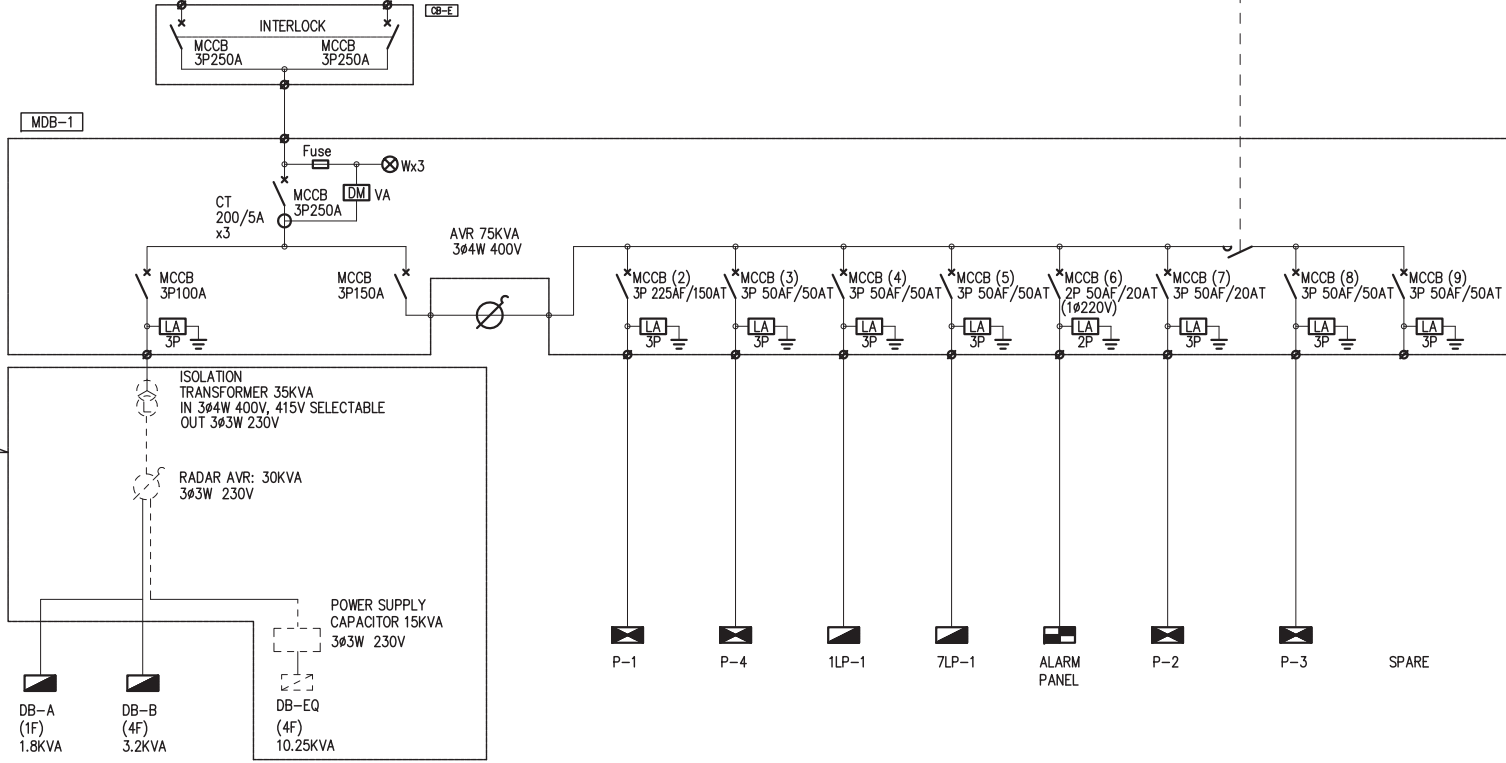 CB-E
INTERLOCK
MCCB
3P250A
MCCB
3P250A
MDB-1
Fuse
Wx3
MCCB
3P250A
DM VA
CT
200/5A
x3
AVR 75KVA
3ø4W 400V
MCCB
3P100A
MCCB
3P150A
MCCB (2)
3P 225AF/150AT
MCCB (3)
3P 50AF/50AT
MCCB (4)
3P 50AF/50AT
MCCB (5)
3P 50AF/50AT
MCCB (6)
2P 50AF/20AT
(1ø220V)
MCCB (7)
3P 50AF/20AT
MCCB (8)
3P 50AF/50AT
MCCB (9)
3P 50AF/50AT
LA
3P
LA
3P
LA
3P
LA
3P
LA
3P
LA
2P
LA
3P
LA
3P
LA
3P
ISOLATION
TRANSFORMER 35KVA
IN 3ø4W 400V, 415V SELECTABLE
OUT 3ø3W 230V
RADAR AVR: 30KVA
3ø3W 230V
POWER SUPPLY
CAPACITOR 15KVA
3ø3W 230V
P-1
P-4
1LP-1
7LP-1
ALARM
PANEL
P-2
P-3
SPARE
DB-A
(1F)
1.8KVA
DB-B
(4F)
3.2KVA
DB-EQ
(4F)
10.25KVA